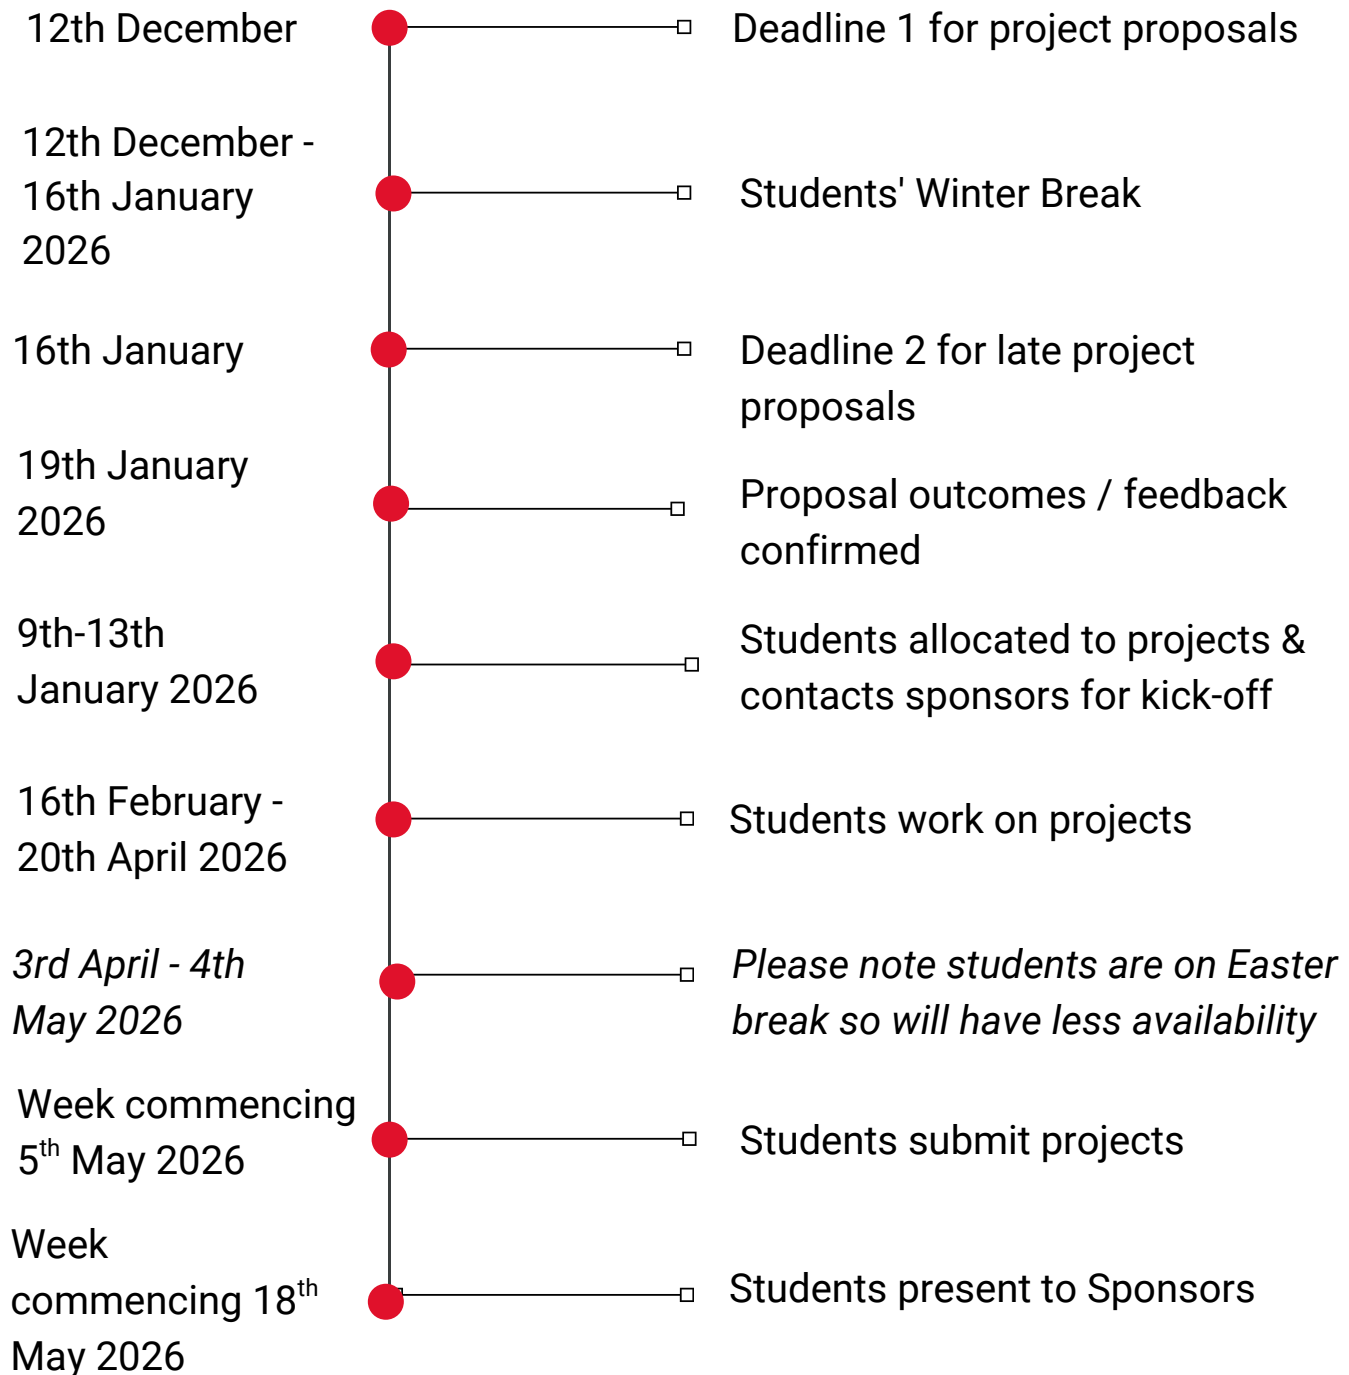 12th December
Deadline 1 for project proposals
12th December -
16th January
2026
Students' Winter Break
16th January
Deadline 2 for late project
proposals
19th January
2026
Proposal outcomes / feedback
confirmed
9th-13th
January 2026
Students allocated to projects &
contacts sponsors for kick-off
16th February -
20th April 2026
Students work on projects
3rd April - 4th
May 2026
Please note students are on Easter
break so will have less availability
Week commencing
5th May 2026
Students submit projects
Week
commencing 18th
May 2026
Students present to Sponsors